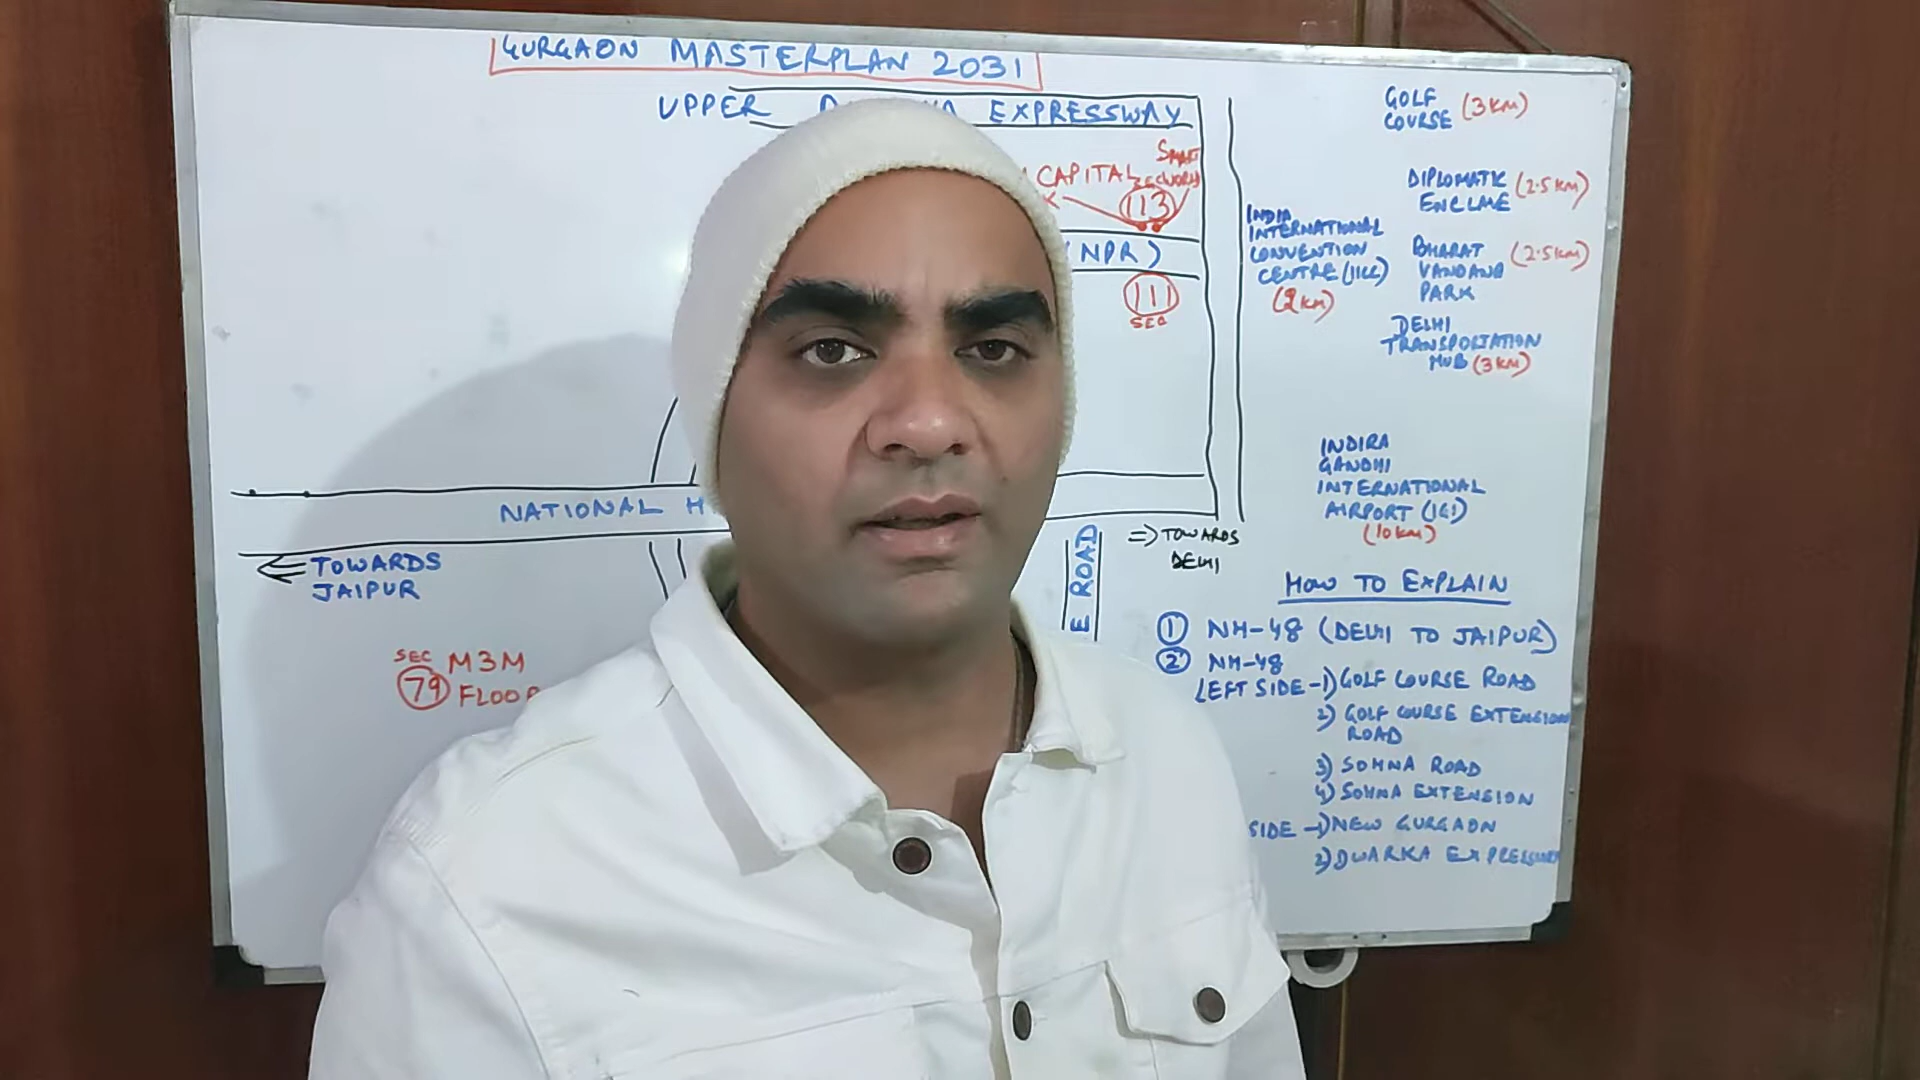 GURGAON MASTERPLAN 2031
UPPER EXPRESSWAY
SMART
CAPITAL WORLD
113
(NPR)
111
SEC
GOLF
COURSE (3KM)
DIPLOMATIC
ENCLAVE (2.5KM)
INDIA
INTERNATIONAL
CONVENTION
CENTRE (IICC)
(2KM)
BHARAT
VANDANA
PARK
(2.5KM)
DELHI
TRANSPORTATION
HUB (3KM)
INDIRA
GANDHI
INTERNATIONAL
AIRPORT (IGI)
(10KM)
NATIONAL H
TOWARDS
JAIPUR
E ROAD
TOWARDS
DELHI
SEC
79
M3M
FLOOR
HOW TO EXPLAIN
1 NH-48 (DELHI TO JAIPUR)
2 NH-48
LEFT SIDE - 1) GOLF COURSE ROAD
2) GOLF COURSE EXTENSION
ROAD
3) SOHNA ROAD
4) SOHNA EXTENSION
SIDE - 1) NEW GURGAON
2) DWARKA EXPRESSWAY